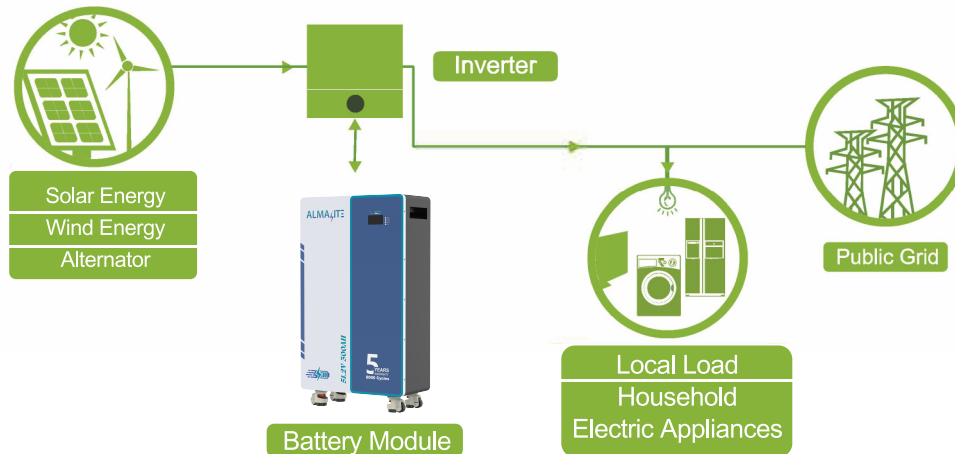 Inverter
Solar Energy
Wind Energy
Alternator
ALMALITE
51.2V 300AH
5
YEARS
6000 Cycles
Battery Module
Local Load
Household
Electric Appliances
Public Grid